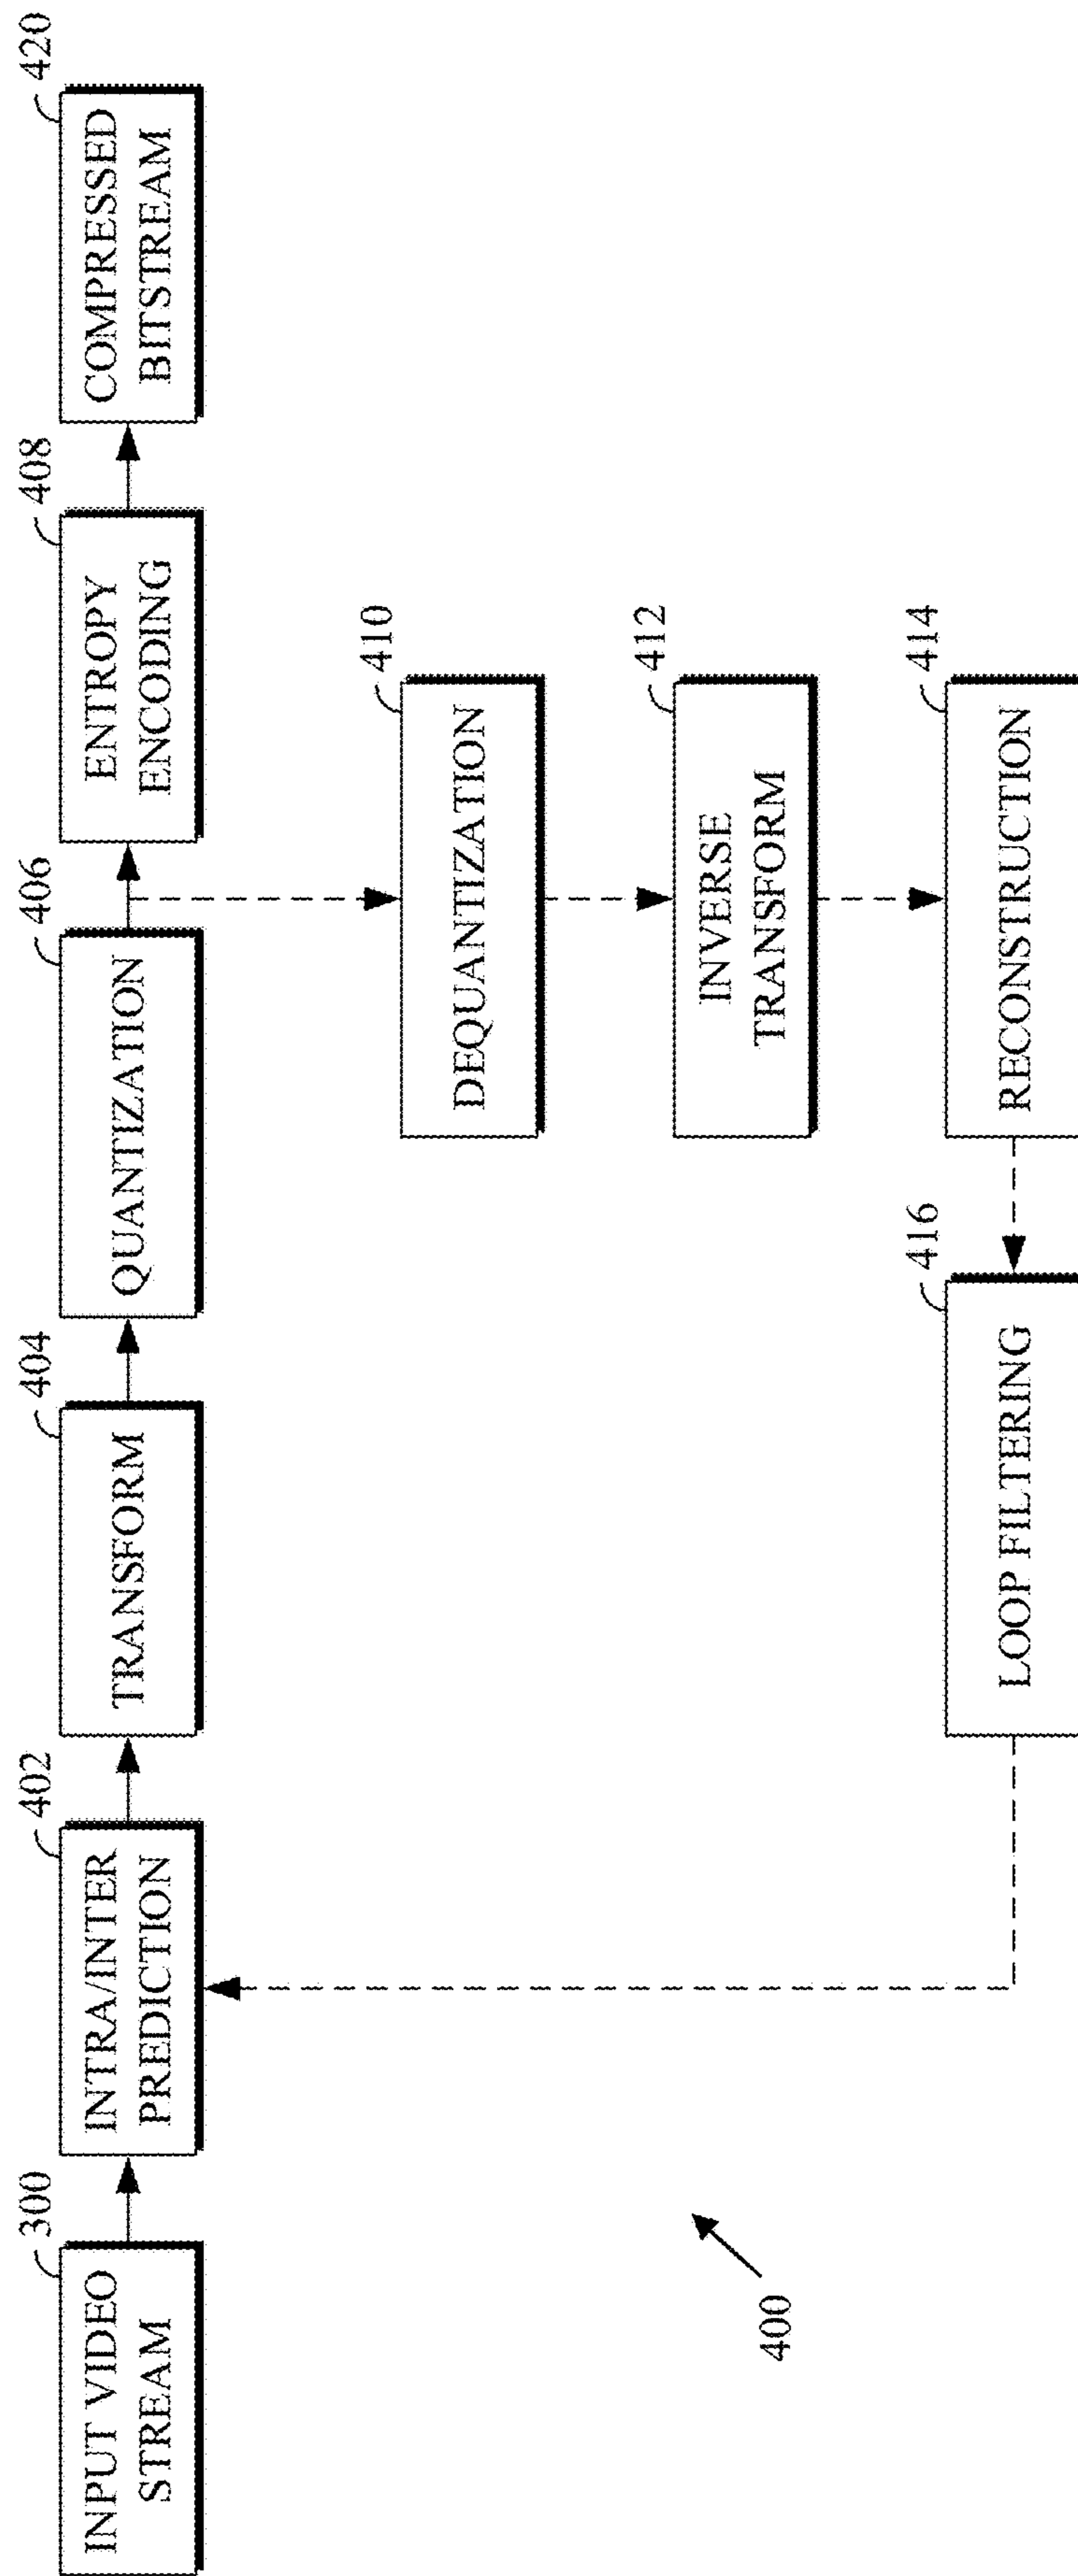 300
INPUT VIDEO
STREAM
402
INTRA/INTER
PREDICTION
404
TRANSFORM
406
QUANTIZATION
408
ENTROPY
ENCODING
420
COMPRESSED
BITSTREAM
410
DEQUANTIZATION
412
INVERSE
TRANSFORM
414
RECONSTRUCTION
416
LOOP FILTERING
400